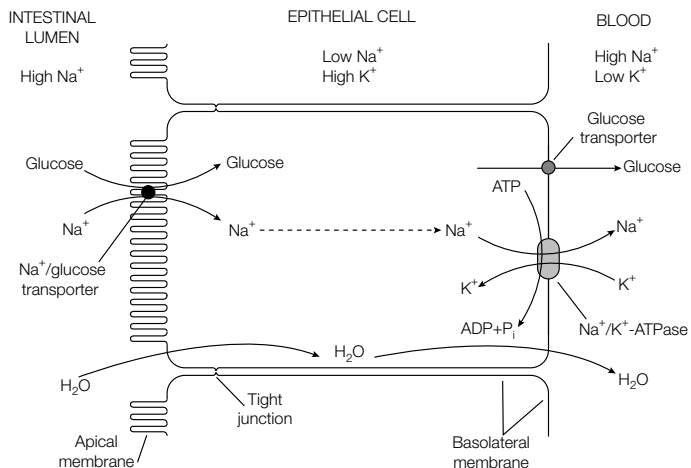 INTESTINAL
LUMEN
EPITHELIAL CELL
BLOOD
High Na⁺
Low Na⁺
High K⁺
High Na⁺
Low K⁺
Glucose
transporter
Glucose
Glucose
Glucose
ATP
Na⁺
Na⁺
Na⁺
Na⁺
Na⁺/glucose
transporter
K⁺
K⁺
ADP+Pᵢ
Na⁺/K⁺-ATPase
H₂O
H₂O
H₂O
Tight
junction
Apical
membrane
Basolateral
membrane